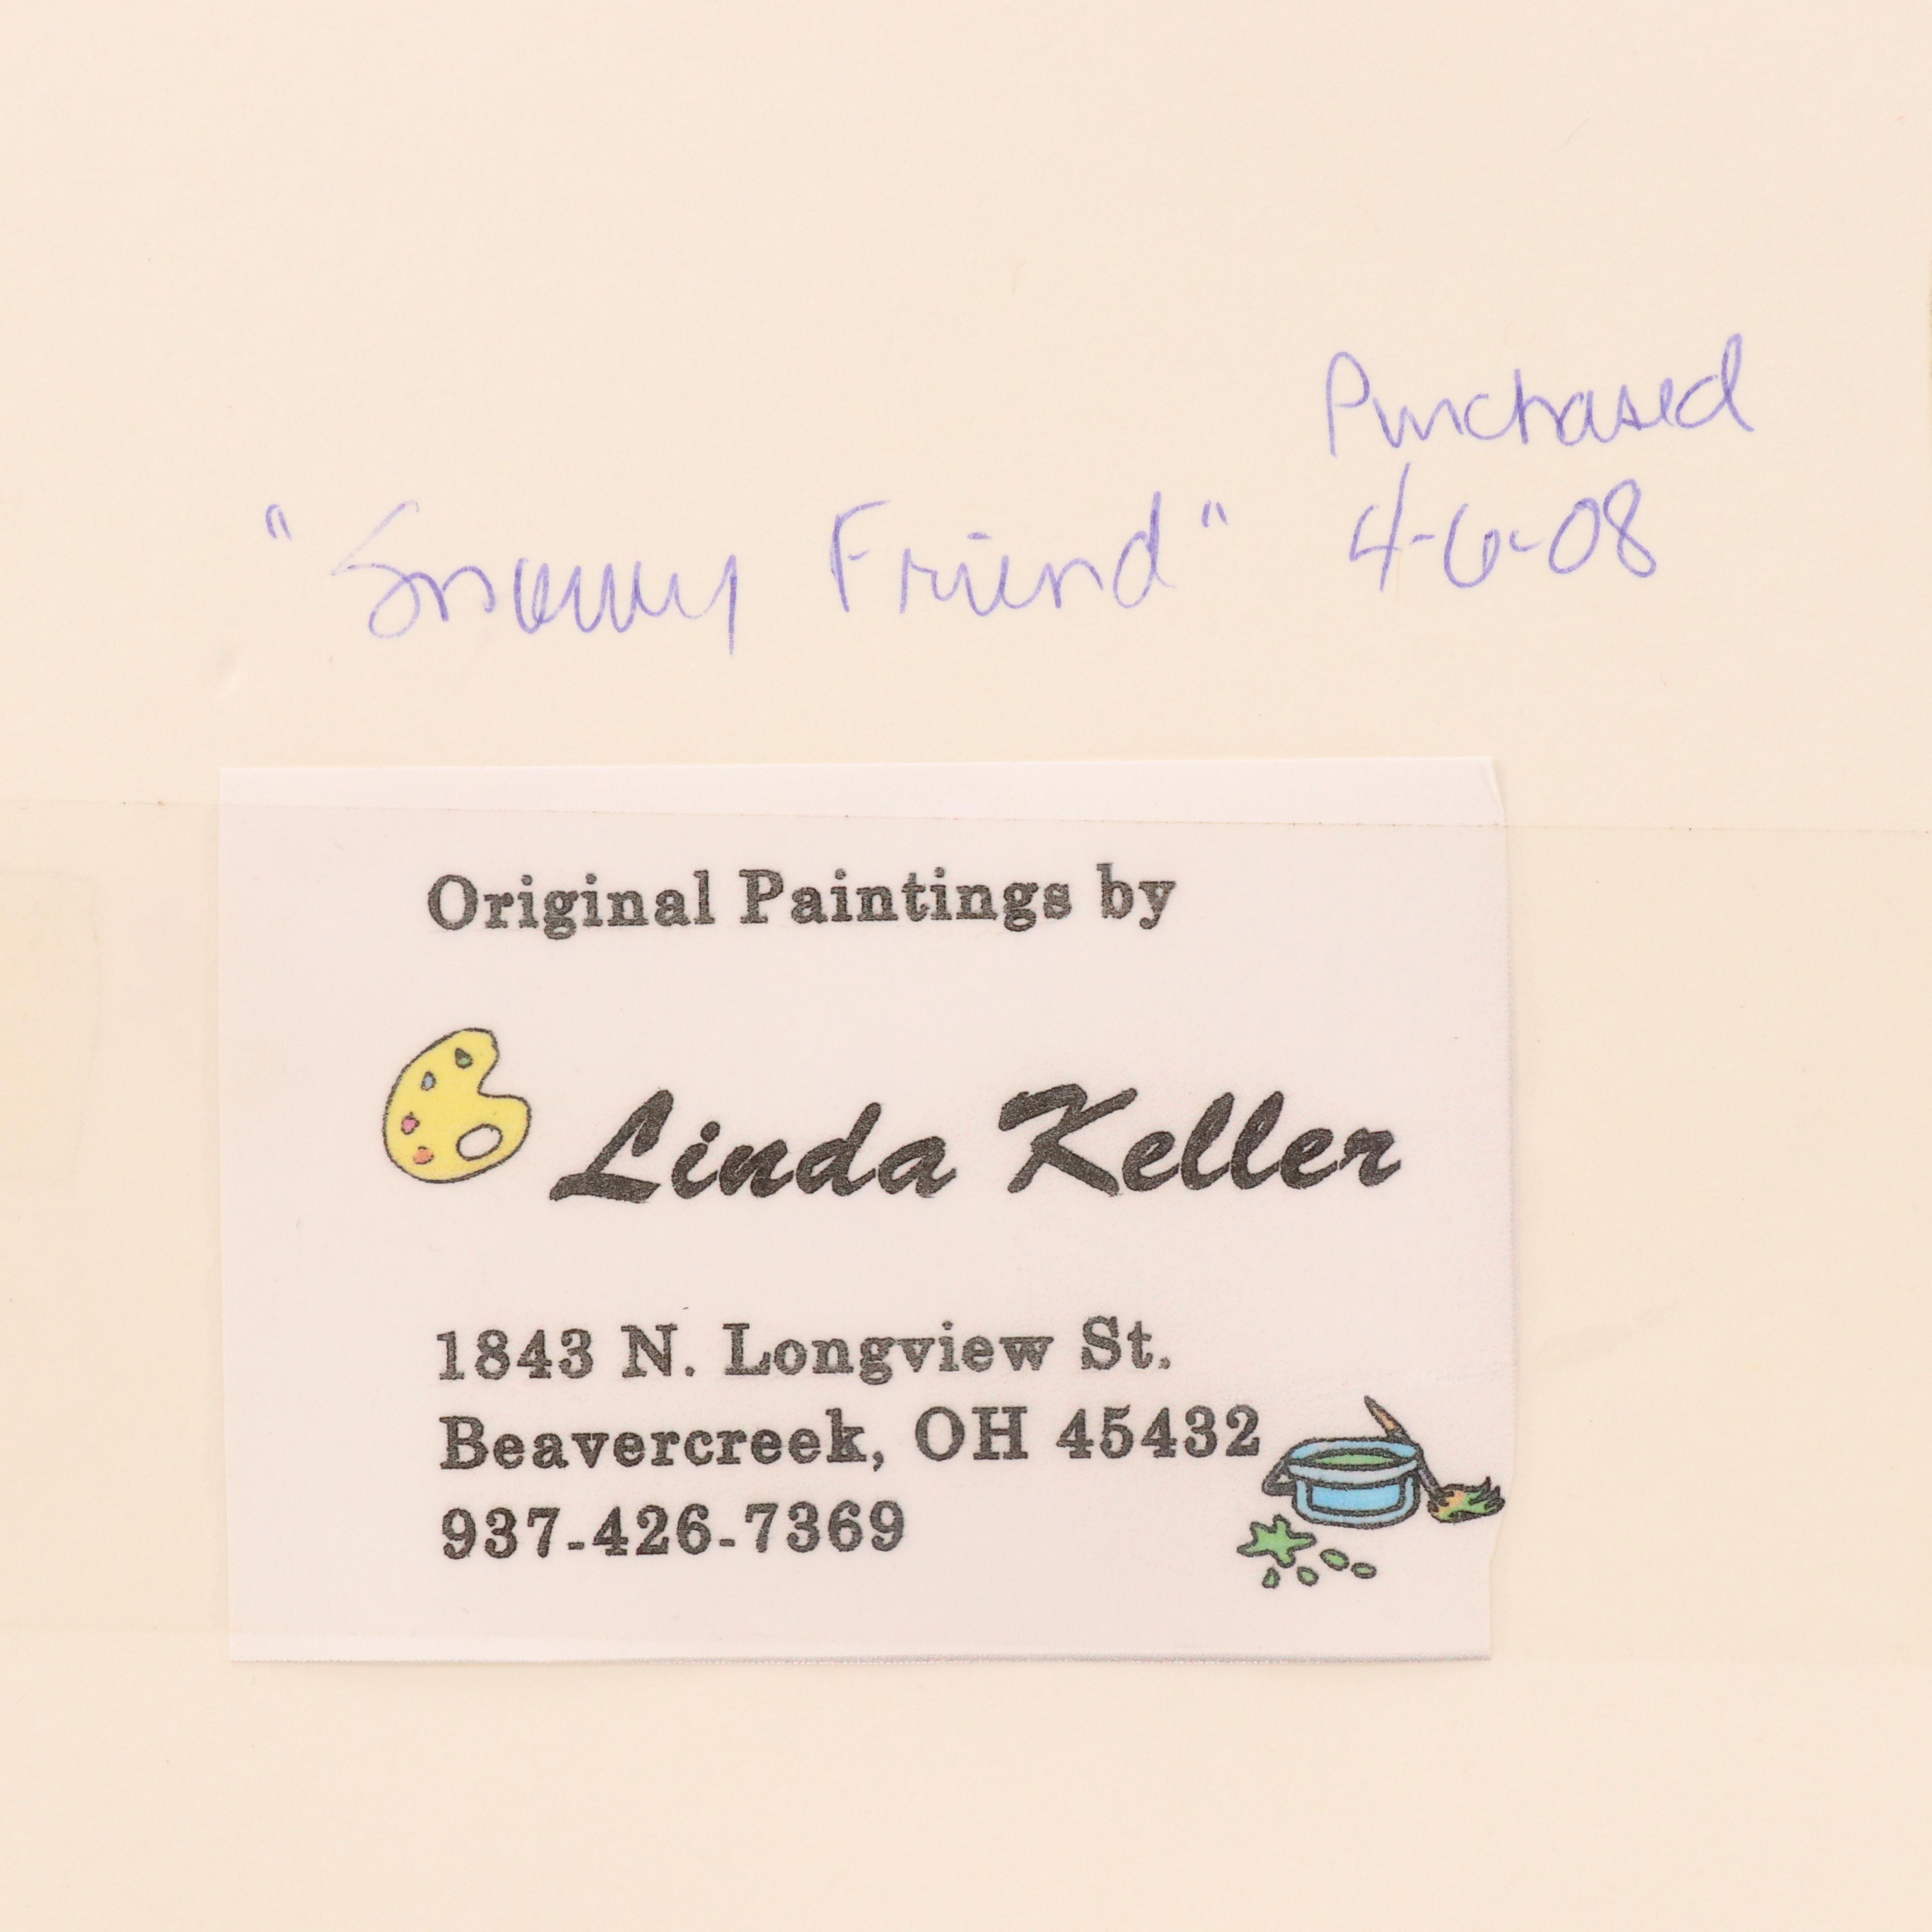 Purchased
"Snowy Friend" 4-6-08
Original Paintings by
Linda Keller
1843 N. Longview St.
Beavercreek, OH 45432
937-426-7369